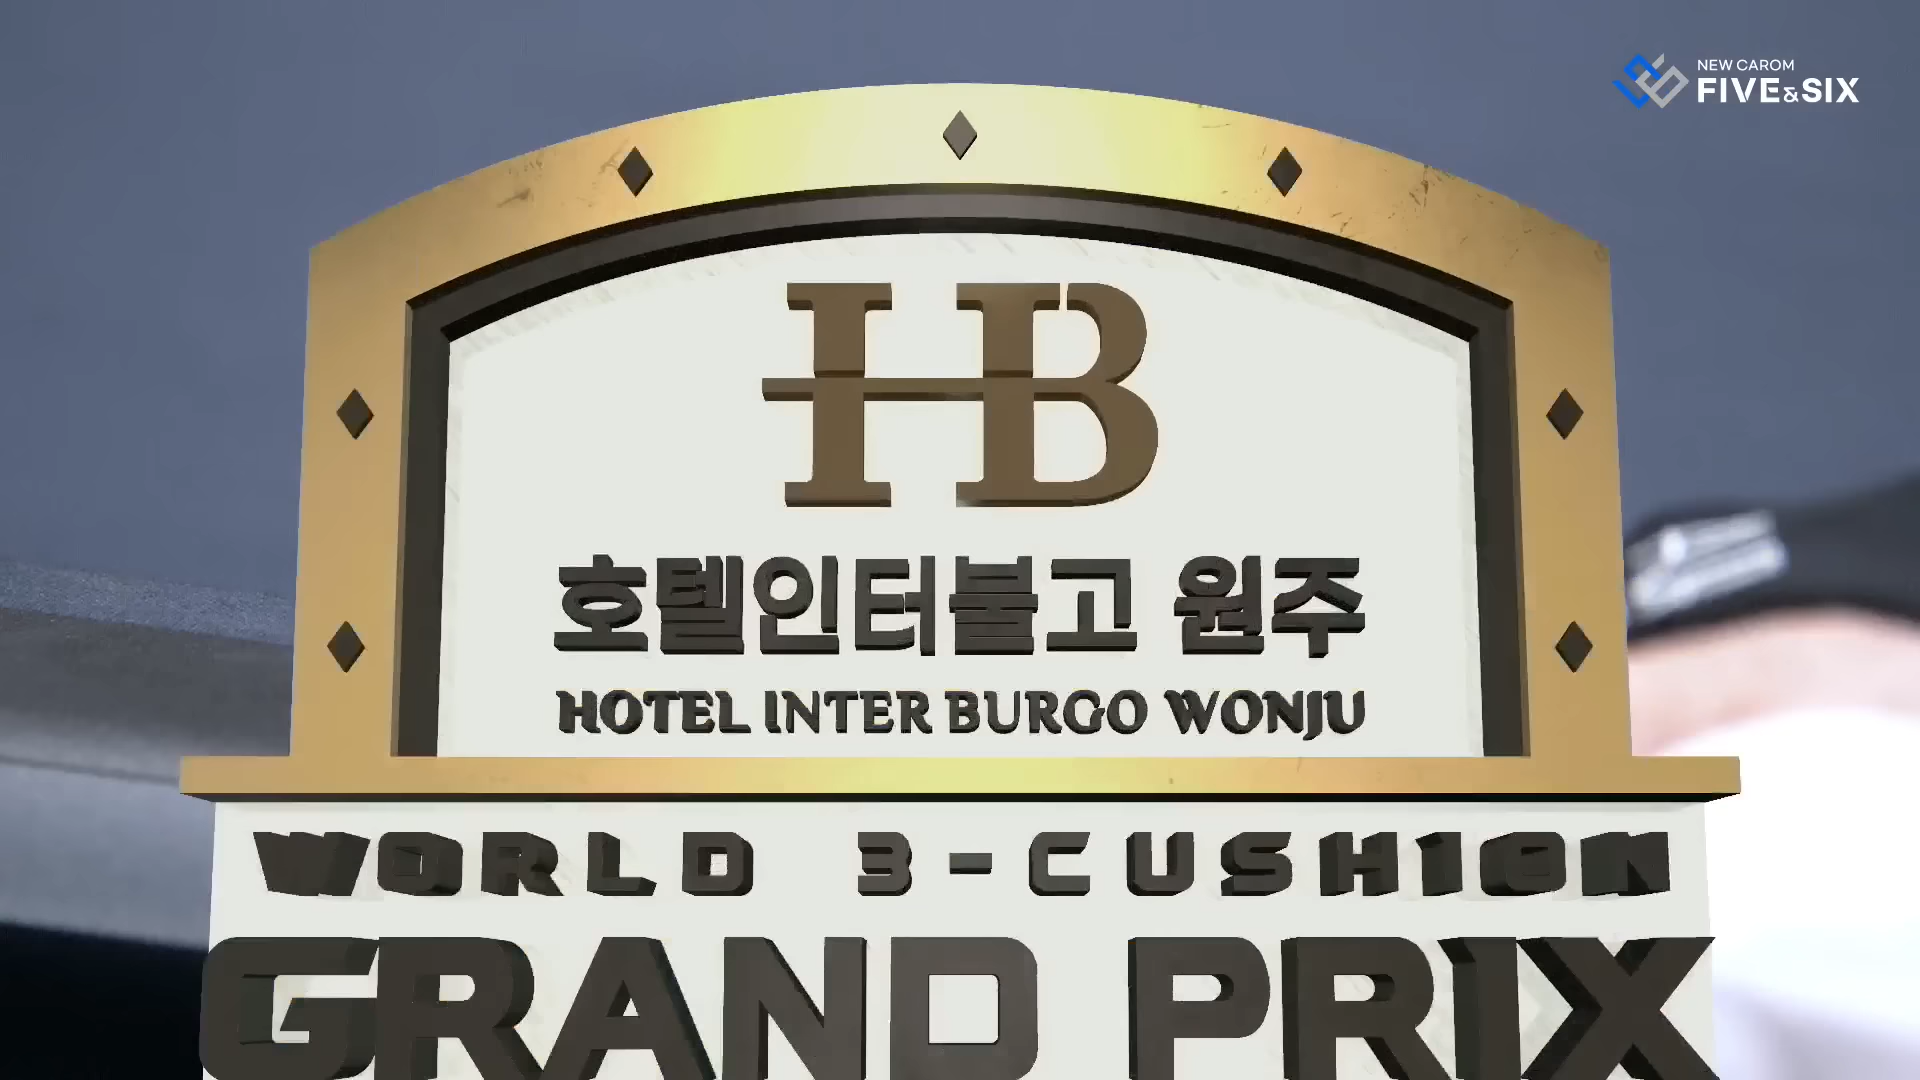 NEW CAROM
FIVE&SIX
HB
호텔인터불고 원주
HOTEL INTER BURGO WONJU
WORLD 3-CUSHION
GRAND PRIX